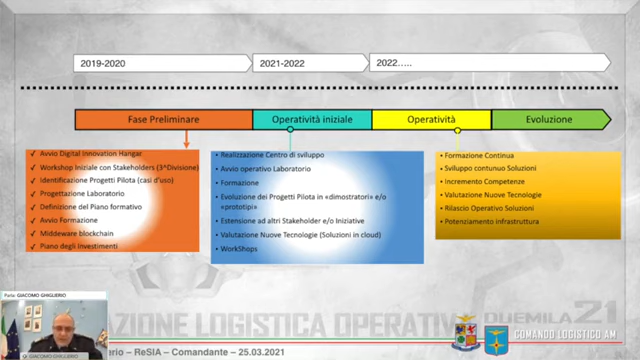 2019-2020
2021-2022
2022.....
Fase Preliminare
Operatività iniziale
Operatività
Evoluzione
✓ Avvio Digital Innovation Hangar
✓ Workshop Iniziale con Stakeholders (3^Divisione)
✓ Identificazione Progetti Pilota (casi d'uso)
✓ Progettazione Laboratorio
✓ Definizione del Piano formativo
✓ Avvio Formazione
✓ Middeware blockchain
✓ Piano degli Investimenti
• Realizzazione Centro di sviluppo
• Avvio operativo Laboratorio
• Formazione
• Evoluzione dei Progetti Pilota in «dimostratori» e/o
«prototipi»
• Estensione ad altri Stakeholder e/o Iniziative
• Valutazione Nuove Tecnologie (Soluzioni in cloud)
• WorkShops
• Formazione Continua
• Sviluppo contunuo Soluzioni
• Incremento Competenze
• Valutazione Nuove Tecnologie
• Rilascio Operativo Soluzioni
• Potenziamento Infrastruttura
Parla: GIACOMO GHIGLIERIO
GIACOMO GHIGLIERIO
AZIONE LOGISTICA OPERATIV
DUEMILA21
COMANDO LOGISTICO AM
erio – ReSIA – Comandante – 25.03.2021